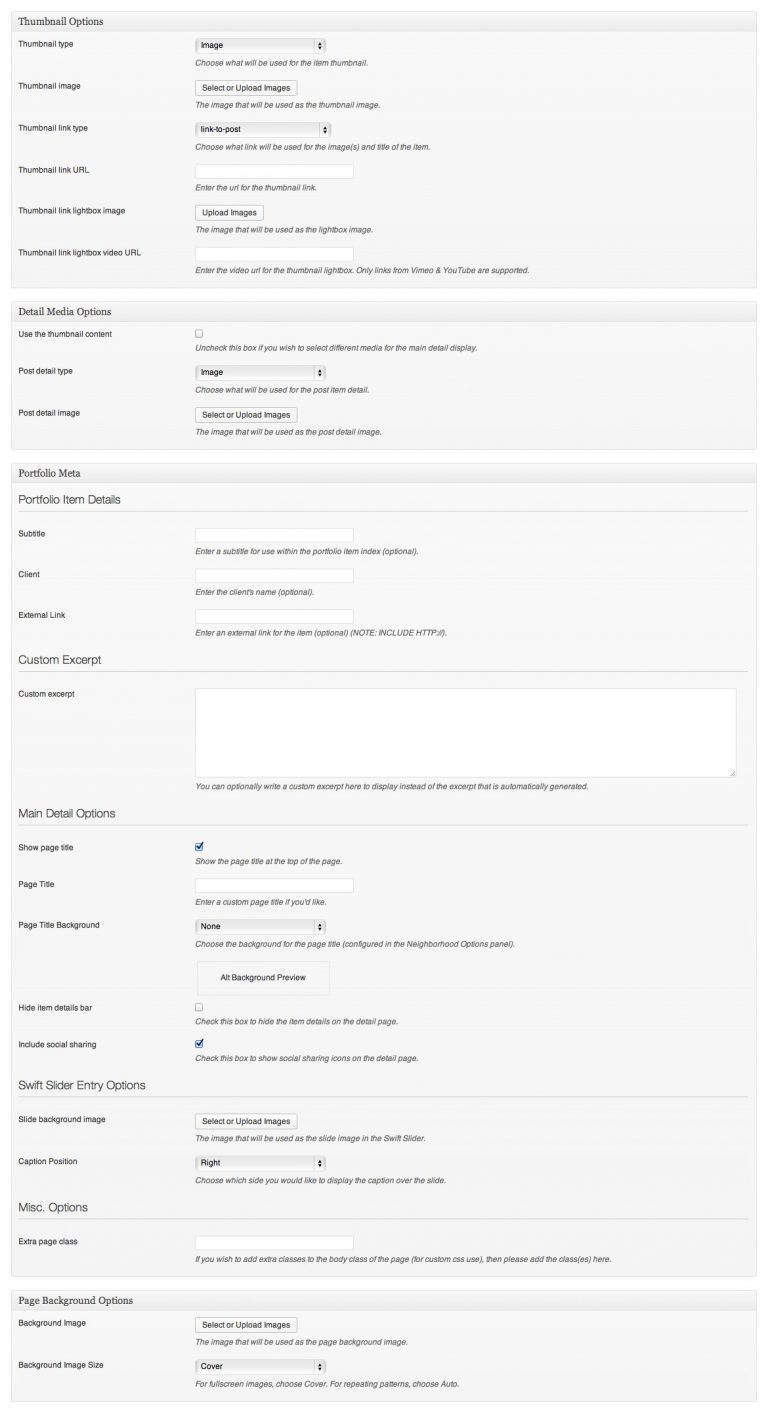 Thumbnail Options
Thumbnail type
Image
Choose what will be used for the item thumbnail.
Thumbnail image
Select or Upload Images
The image that will be used as the thumbnail image.
Thumbnail link type
link-to-post
Choose what link will be used for the image(s) and title of the item.
Thumbnail link URL
Enter the url for the thumbnail link.
Thumbnail link lightbox image
Upload Images
The image that will be used as the lightbox image.
Thumbnail link lightbox video URL
Enter the video url for the thumbnail lightbox. Only links from Vimeo & YouTube are supported.
Detail Media Options
Use the thumbnail content
Uncheck this box if you wish to select different media for the main detail display.
Post detail type
Image
Choose what will be used for the post item detail.
Post detail image
Select or Upload Images
The image that will be used as the post detail image.
Portfolio Meta
Portfolio Item Details
Subtitle
Enter a subtitle for use within the portfolio item index (optional).
Client
Enter the client's name (optional).
External Link
Enter an external link for the item (optional) (NOTE: INCLUDE HTTP://).
Custom Excerpt
Custom excerpt
You can optionally write a custom excerpt here to display instead of the excerpt that is automatically generated.
Main Detail Options
Show page title
Show the page title at the top of the page.
Page Title
Enter a custom page title if you'd like.
Page Title Background
None
Choose the background for the page title (configured in the Neighborhood Options panel).
Alt Background Preview
Hide item details bar
Check this box to hide the item details on the detail page.
Include social sharing
Check this box to show social sharing icons on the detail page.
Swift Slider Entry Options
Slide background image
Select or Upload Images
The image that will be used as the slide image in the Swift Slider.
Caption Position
Right
Choose which side you would like to display the caption over the slide.
Misc. Options
Extra page class
If you wish to add extra classes to the body class of the page (for custom css use), then please add the class(es) here.
Page Background Options
Background Image
Select or Upload Images
The image that will be used as the page background image.
Background Image Size
Cover
For fullscreen images, choose Cover. For repeating patterns, choose Auto.